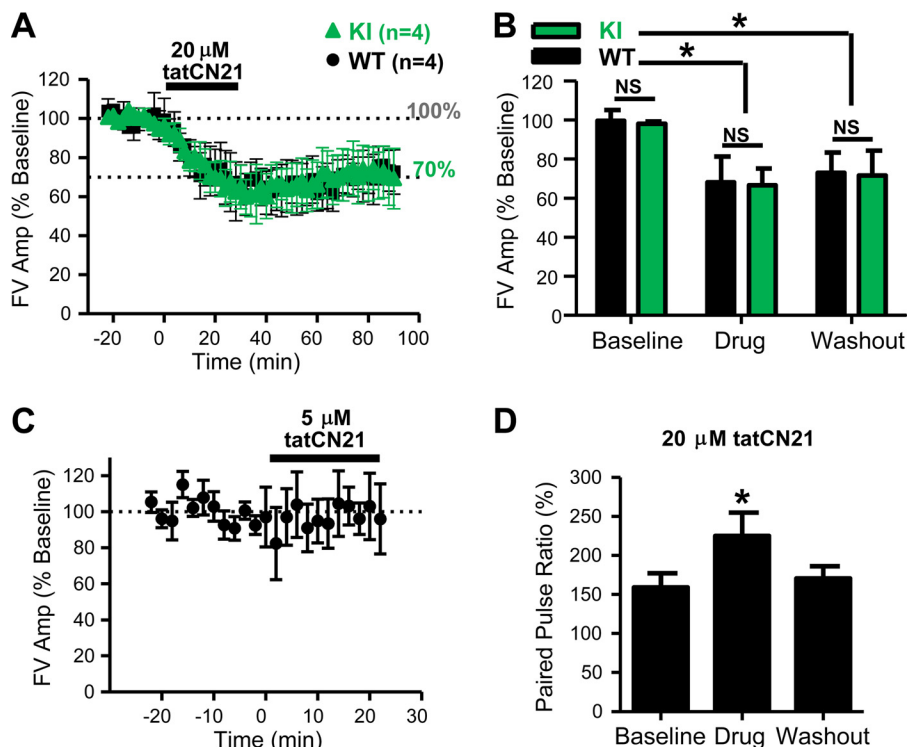 A
KI (n=4)
WT (n=4)
20 μM
tatCN21
100%
70%
FV Amp (% Baseline)
120
100
80
60
40
20
0
-20 0 20 40 60 80 100
Time (min)
B
KI
WT
*
*
NS
NS
NS
FV Amp (% Baseline)
120
100
80
60
40
20
0
Baseline Drug Washout
C
5 μM
tatCN21
FV Amp (% Baseline)
120
100
80
60
40
20
0
-20 -10 0 10 20 30
Time (min)
D
20 μM tatCN21
*
Paired Pulse Ratio (%)
300
250
200
150
100
50
0
Baseline Drug Washout